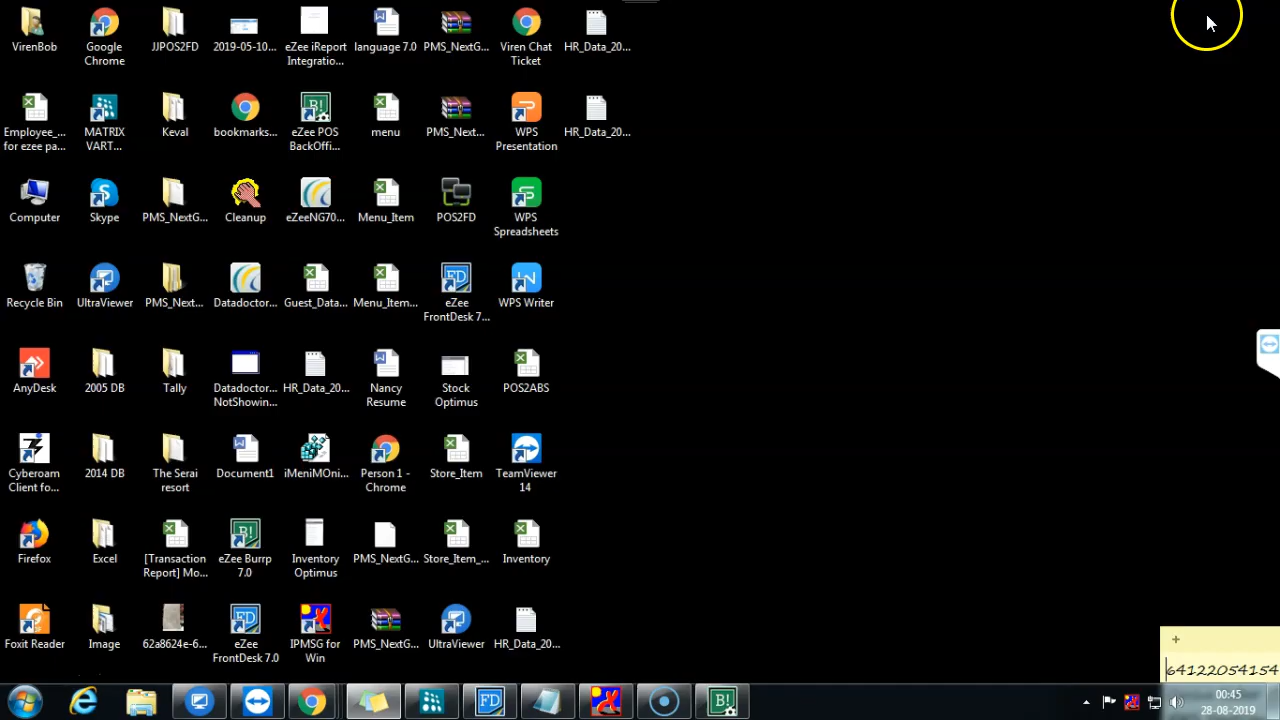 VirenBob
Google
Chrome
JJPOS2FD
2019-05-10...
eZee iReport
Integratio...
language 7.0
PMS_NextG...
Viren Chat
Ticket
HR_Data_20...
Employee_...
for ezee pa...
MATRIX
VART...
Keval
bookmarks...
eZee POS
BackOffi...
menu
PMS_Next...
WPS
Presentation
HR_Data_20...
Computer
Skype
PMS_NextG...
Cleanup
eZeeNG70...
Menu_Item
POS2FD
WPS
Spreadsheets
Recycle Bin
UltraViewer
PMS_Next...
Datadoctor...
Guest_Data...
Menu_Item...
eZee
FrontDesk 7...
WPS Writer
AnyDesk
2005 DB
Tally
Datadoctor...
NotShowin...
HR_Data_20...
Nancy
Resume
Stock
Optimus
POS2ABS
Cyberoam
Client fo...
2014 DB
The Serai
resort
Document1
iMeniMOni...
Person 1 -
Chrome
Store_Item
TeamViewer
14
Firefox
Excel
[Transaction
Report] Mo...
eZee Burrp
7.0
Inventory
Optimus
PMS_NextG...
Store_Item_...
Inventory
Foxit Reader
Image
62a8624e-6...
eZee
FrontDesk 7.0
IPMSG for
Win
PMS_NextG...
UltraViewer
HR_Data_20...
+
64122054154
FD
B!
00:45
28-08-2019